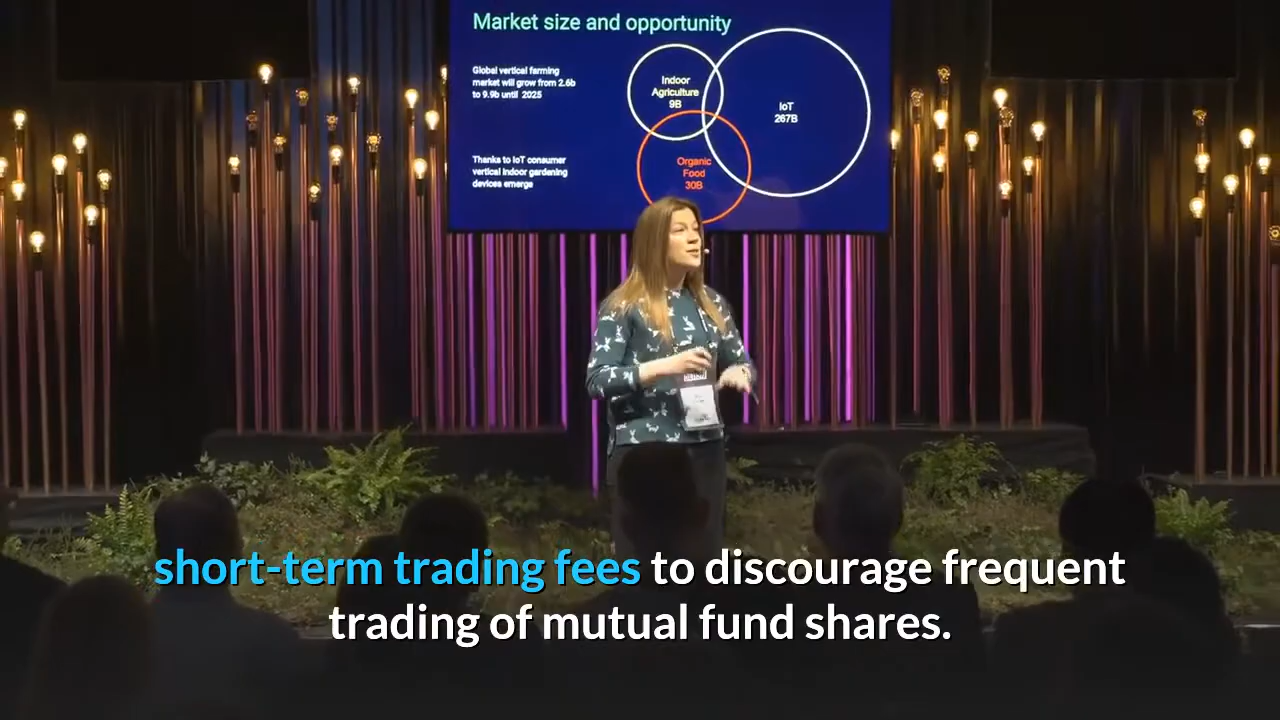 Market size and opportunity
Global vertical farming
market will grow from 2.6b
to 9.9b until 2025
Indoor
Agriculture
9B
IoT
267B
Thanks to IoT consumer
vertical indoor gardening
devices emerge
Organic
Food
30B
short-term trading fees to discourage frequent
trading of mutual fund shares.